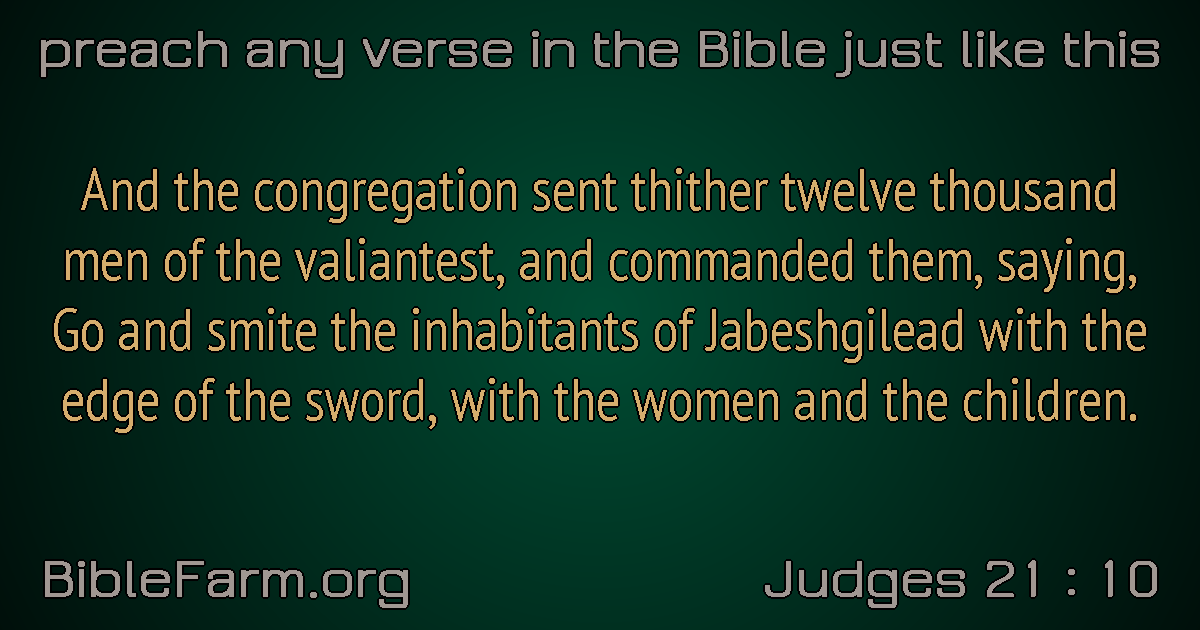 preach any verse in the Bible just like this
And the congregation sent thither twelve thousand
men of the valiantest, and commanded them, saying,
Go and smite the inhabitants of Jabeshgilead with the
edge of the sword, with the women and the children.
BibleFarm.org
Judges 21 : 10